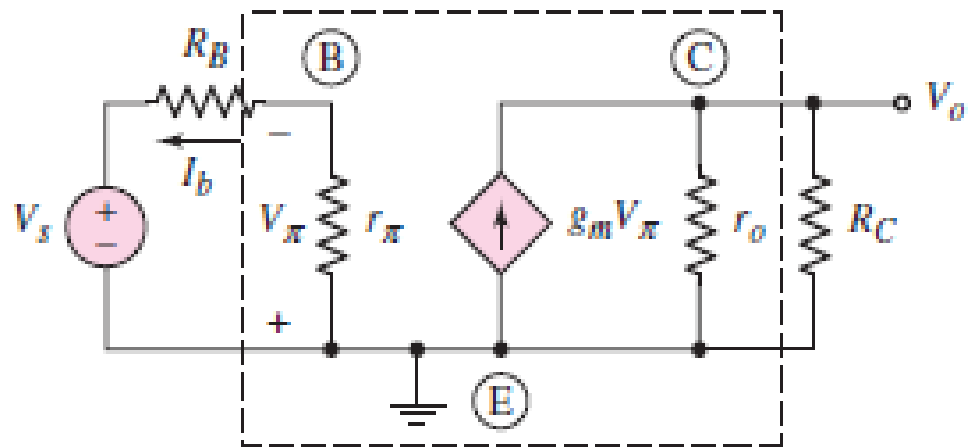 R_B B C V_o
− I_b
V_s + − V_π r_π g_mV_π r_o R_C
+
E